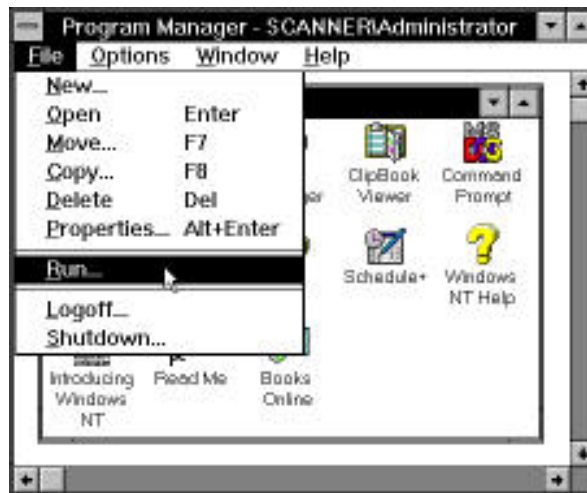 Program Manager - SCANNER\Administrator
File Options Window Help
New...
Open Enter
Move... F7
Copy... F8
Delete Del
Properties... Alt+Enter
Run...
Logoff...
Shutdown...
ClipBook Viewer
MS DOS
Command Prompt
Schedule+
Windows NT Help
Introducing Windows NT
Read Me
Books Online